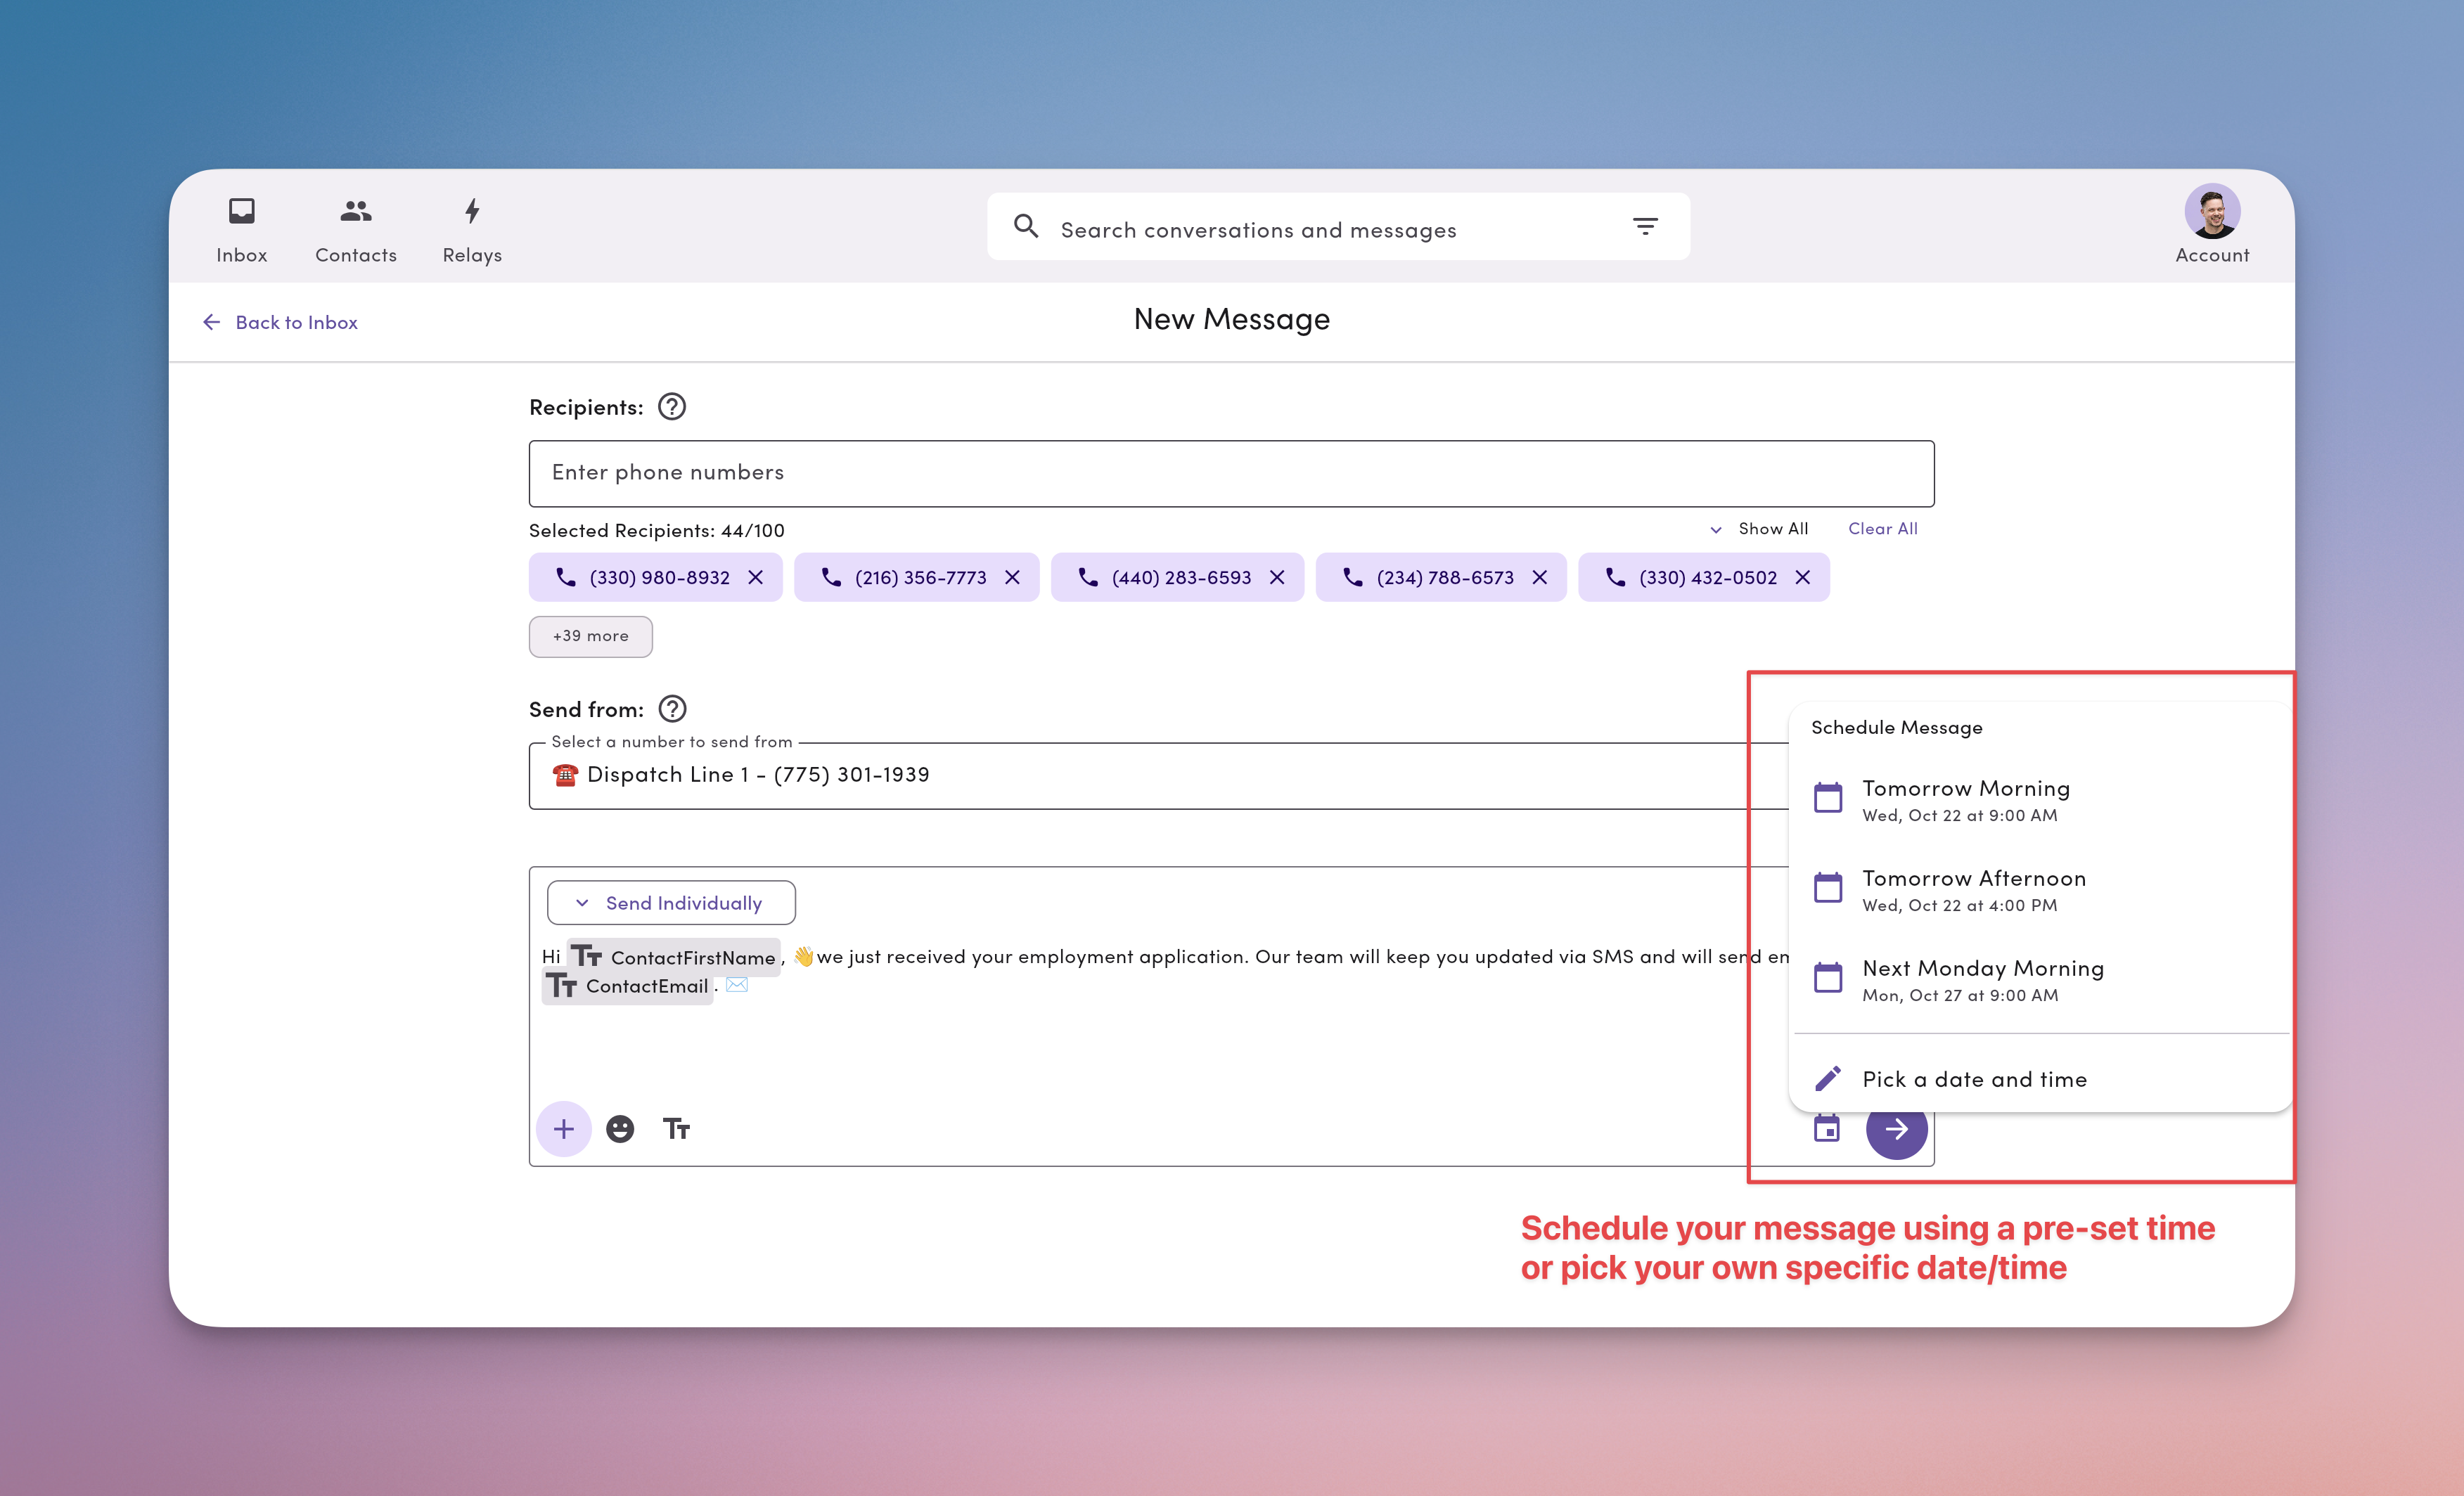 Inbox
Contacts
Relays
Search conversations and messages
Account
Back to Inbox
New Message
Recipients:
Enter phone numbers
Selected Recipients: 44/100
Show All
Clear All
(330) 980-8932
(216) 356-7773
(440) 283-6593
(234) 788-6573
(330) 432-0502
+39 more
Send from:
Select a number to send from
☎️ Dispatch Line 1 - (775) 301-1939
Send Individually
Hi Tт ContactFirstName, 👋we just received your employment application. Our team will keep you updated via SMS and will send
Tт ContactEmail. ✉️
Schedule Message
Tomorrow Morning
Wed, Oct 22 at 9:00 AM
Tomorrow Afternoon
Wed, Oct 22 at 4:00 PM
Next Monday Morning
Mon, Oct 27 at 9:00 AM
Pick a date and time
Tт
Schedule your message using a pre-set time
or pick your own specific date/time